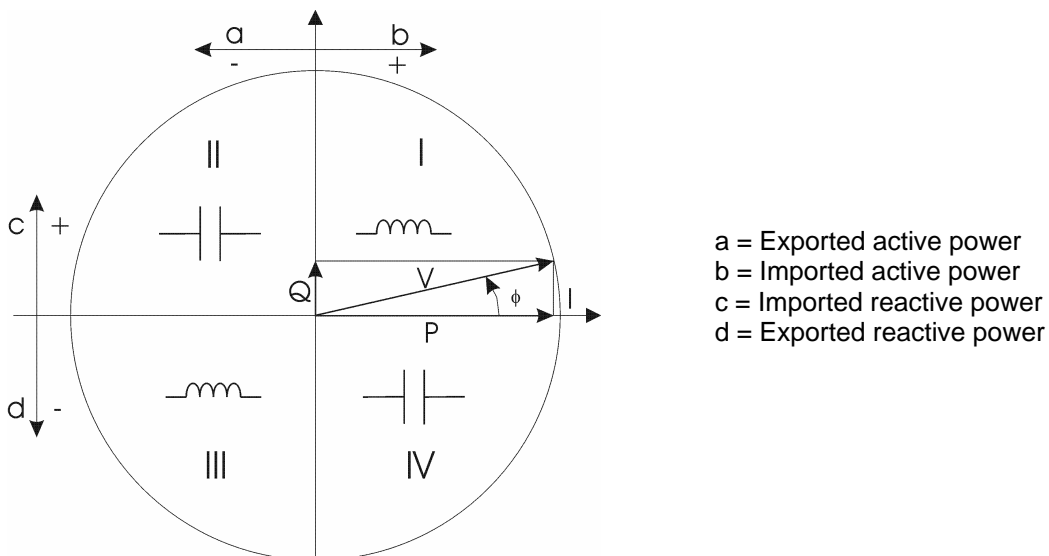 a b
- +
II I
c +
V
Q ϕ I
P
d -
III IV
a = Exported active power
b = Imported active power
c = Imported reactive power
d = Exported reactive power